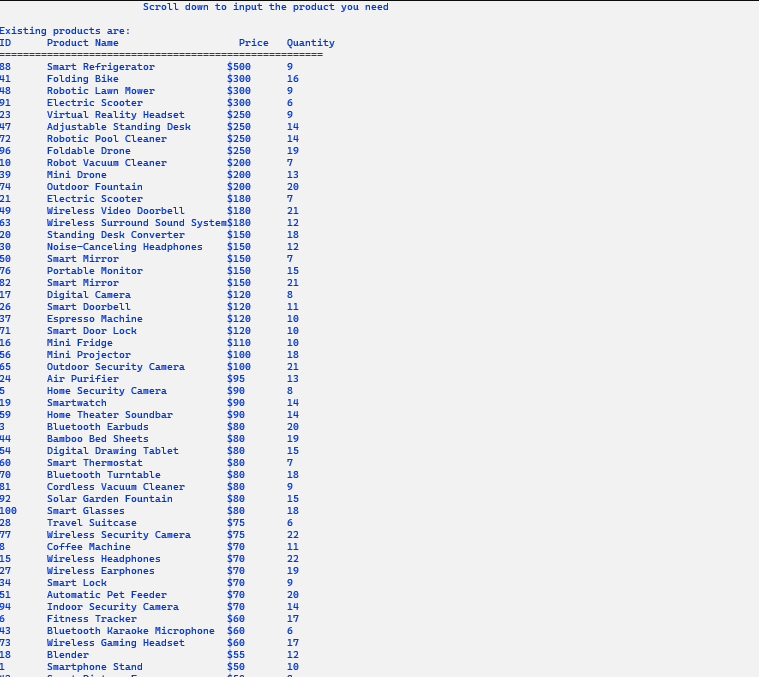 Scroll down to input the product you need
Existing products are:
ID Product Name Price Quantity
======================================================
88 Smart Refrigerator $500 9
41 Folding Bike $300 16
48 Robotic Lawn Mower $300 9
91 Electric Scooter $300 6
23 Virtual Reality Headset $250 9
47 Adjustable Standing Desk $250 14
72 Robotic Pool Cleaner $250 14
96 Foldable Drone $250 19
10 Robot Vacuum Cleaner $200 7
39 Mini Drone $200 13
74 Outdoor Fountain $200 20
21 Electric Scooter $180 7
49 Wireless Video Doorbell $180 21
63 Wireless Surround Sound System$180 12
20 Standing Desk Converter $150 18
30 Noise-Canceling Headphones $150 12
50 Smart Mirror $150 7
76 Portable Monitor $150 15
82 Smart Mirror $150 21
17 Digital Camera $120 8
26 Smart Doorbell $120 11
37 Espresso Machine $120 10
71 Smart Door Lock $120 10
16 Mini Fridge $110 10
56 Mini Projector $100 18
65 Outdoor Security Camera $100 21
24 Air Purifier $95 13
5 Home Security Camera $90 8
19 Smartwatch $90 14
59 Home Theater Soundbar $90 14
3 Bluetooth Earbuds $80 20
44 Bamboo Bed Sheets $80 19
54 Digital Drawing Tablet $80 15
60 Smart Thermostat $80 7
70 Bluetooth Turntable $80 18
81 Cordless Vacuum Cleaner $80 9
92 Solar Garden Fountain $80 15
100 Smart Glasses $80 18
28 Travel Suitcase $75 6
77 Wireless Security Camera $75 22
8 Coffee Machine $70 11
15 Wireless Headphones $70 22
27 Wireless Earphones $70 19
34 Smart Lock $70 9
51 Automatic Pet Feeder $70 20
94 Indoor Security Camera $70 14
6 Fitness Tracker $60 17
43 Bluetooth Karaoke Microphone $60 6
73 Wireless Gaming Headset $60 17
18 Blender $55 12
1 Smartphone Stand $50 10